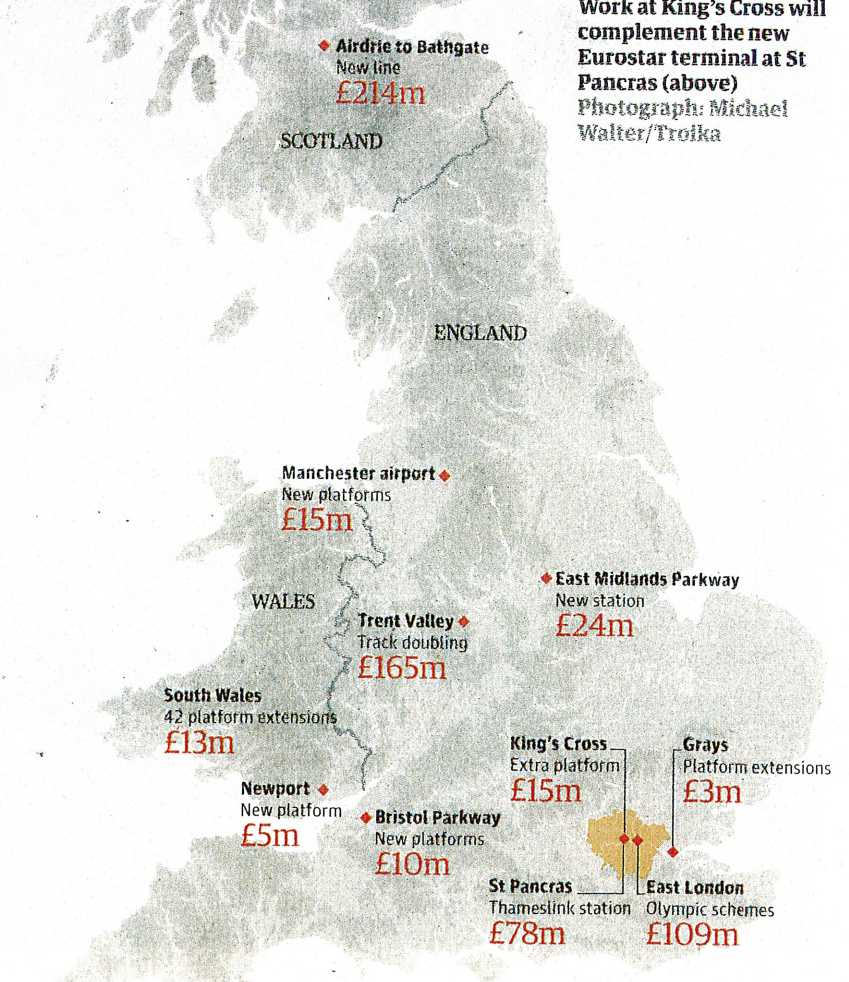 Work at King's Cross will
complement the new
Eurostar terminal at St
Pancras (above)
Photograph: Michael
Walter/Troika
Airdrie to Bathgate
New line
£214m
SCOTLAND
ENGLAND
Manchester airport
New platforms
£15m
East Midlands Parkway
New station
£24m
WALES
Trent Valley
Track doubling
£165m
South Wales
42 platform extensions
£13m
King's Cross
Extra platform
£15m
Grays
Platform extensions
£3m
Newport
New platform
£5m
Bristol Parkway
New platforms
£10m
St Pancras
Thameslink station
£78m
East London
Olympic schemes
£109m